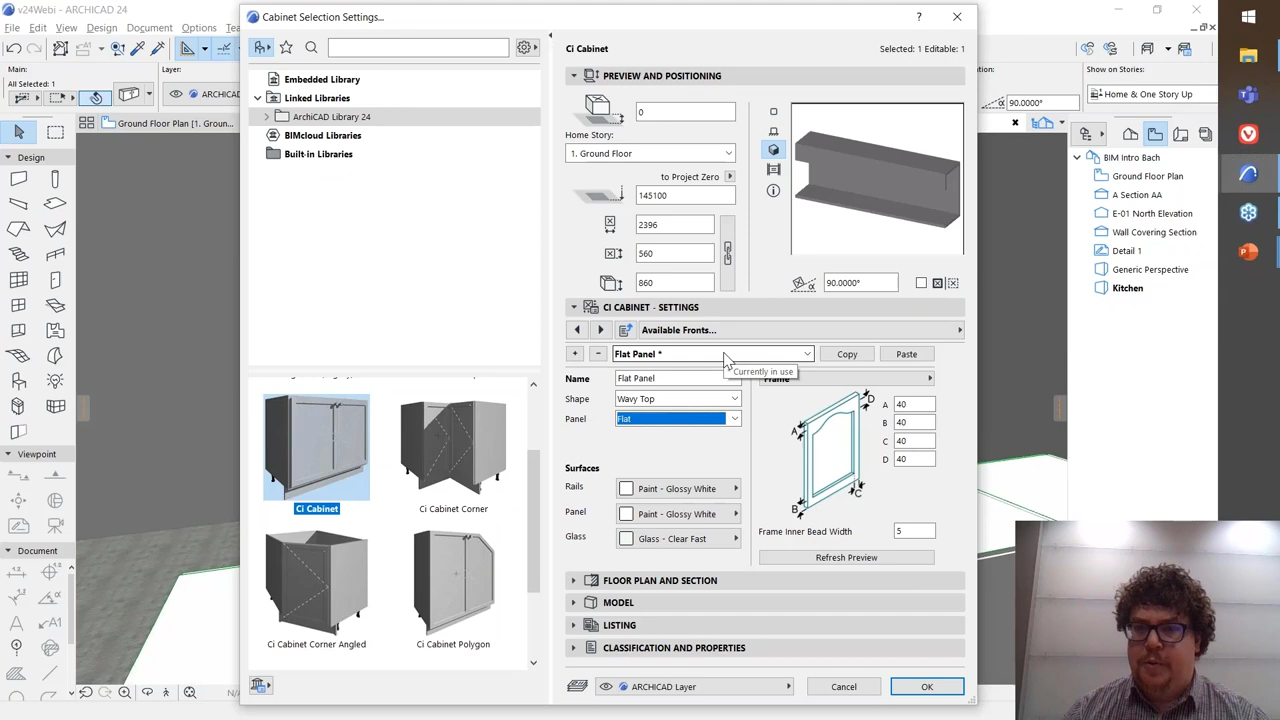 v24Webi - ARCHICAD 24
File Edit View Design Document Options
Main:
All Selected: 1
Layer:
ARCHICAD
Ground Floor Plan [1. Groun...
Design
Viewpoint
Document
Cabinet Selection Settings...
?
Embedded Library
Linked Libraries
ArchiCAD Library 24
BIMcloud Libraries
Built-in Libraries
Ci Cabinet
Ci Cabinet Corner
Ci Cabinet Corner Angled
Ci Cabinet Polygon
Ci Cabinet
Selected: 1 Editable: 1
PREVIEW AND POSITIONING
0
Home Story:
1. Ground Floor
to Project Zero
145100
2396
560
860
90.0000°
CI CABINET - SETTINGS
Available Fronts...
Flat Panel *
Copy
Paste
Currently in use
Name
Flat Panel
Frame
Shape
Wavy Top
Panel
Flat
Surfaces
Rails
Paint - Glossy White
Panel
Paint - Glossy White
Glass
Glass - Clear Fast
A 40
B 40
C 40
D 40
A
B
C
D
Frame Inner Bead Width
5
Refresh Preview
FLOOR PLAN AND SECTION
MODEL
LISTING
CLASSIFICATION AND PROPERTIES
ARCHICAD Layer
Cancel
OK
Show on Stories:
90.0000°
Home & One Story Up
BIM Intro Bach
Ground Floor Plan
A Section AA
E-01 North Elevation
Wall Covering Section
Detail 1
Generic Perspective
Kitchen